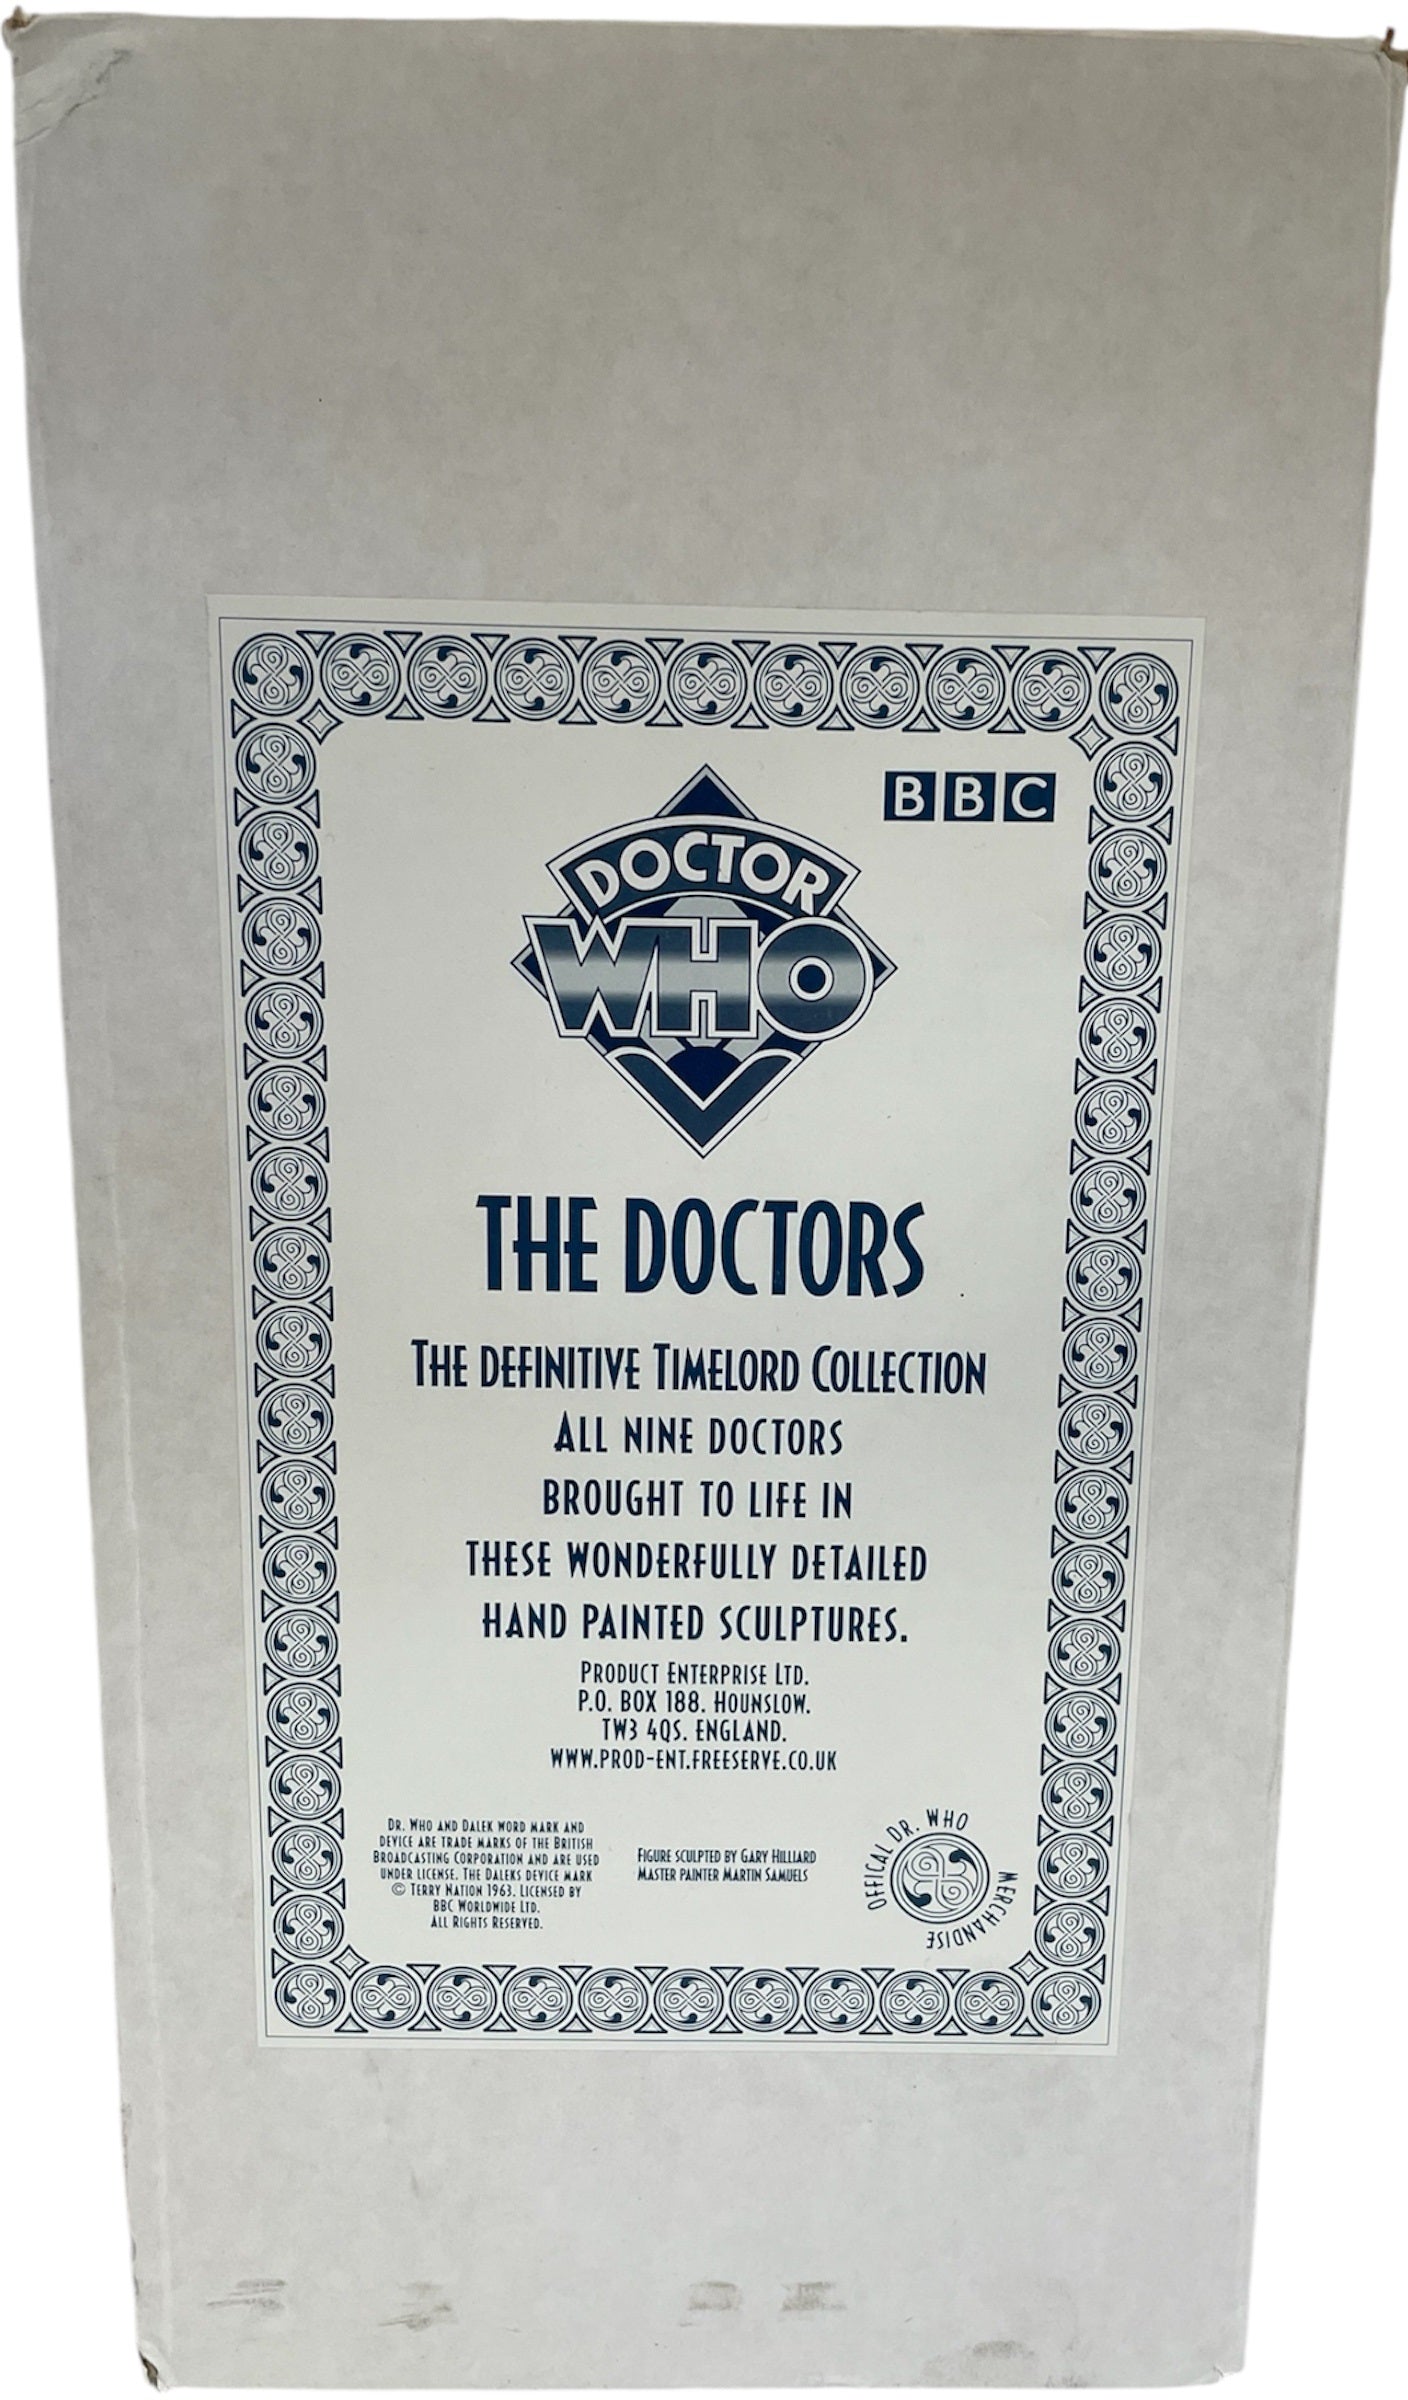 BBC
DOCTOR
WHO
THE DOCTORS
THE DEFINITIVE TIMELORD COLLECTION
ALL NINE DOCTORS
BROUGHT TO LIFE IN
THESE WONDERFULLY DETAILED
HAND PAINTED SCULPTURES.
PRODUCT ENTERPRISE LTD.
P.O. BOX 188. HOUNSLOW.
TW3 4QS. ENGLAND.
WWW.PROD-ENT.FREESERVE.CO.UK
DR. WHO AND DALEK WORD MARK AND
DEVICE ARE TRADE MARKS OF THE BRITISH
BROADCASTING CORPORATION AND ARE USED
UNDER LICENSE. THE DALEKS DEVICE MARK
© TERRY NATION 1963. LICENSED BY
BBC WORLDWIDE LTD.
ALL RIGHTS RESERVED.
FIGURE SCULPTED BY GARY HILLIARD
MASTER PAINTER MARTIN SAMUELS
OFFICAL DR. WHO MERCHANDISE